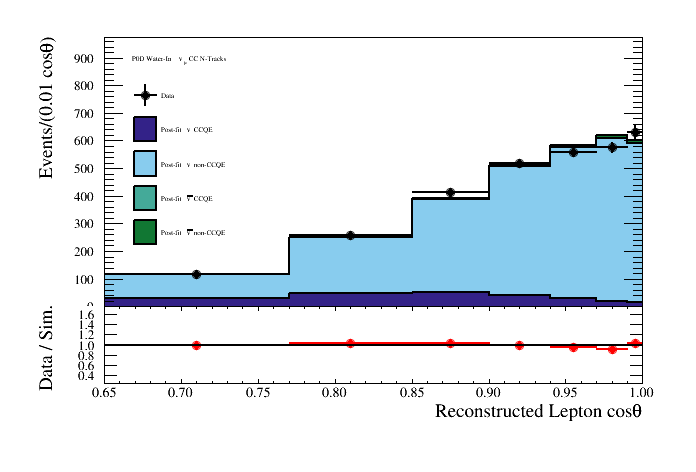 Events/(0.01 cosθ)
900
800
700
600
500
400
300
200
100
0
P0D Water-In ν μ CC N-Tracks
Data
Post-fit ν CCQE
Post-fit ν non-CCQE
Post-fit ν̅ CCQE
Post-fit ν̅ non-CCQE
Data / Sim.
1.6
1.4
1.2
1.0
0.8
0.6
0.4
0.65 0.70 0.75 0.80 0.85 0.90 0.95 1.00
Reconstructed Lepton cosθ